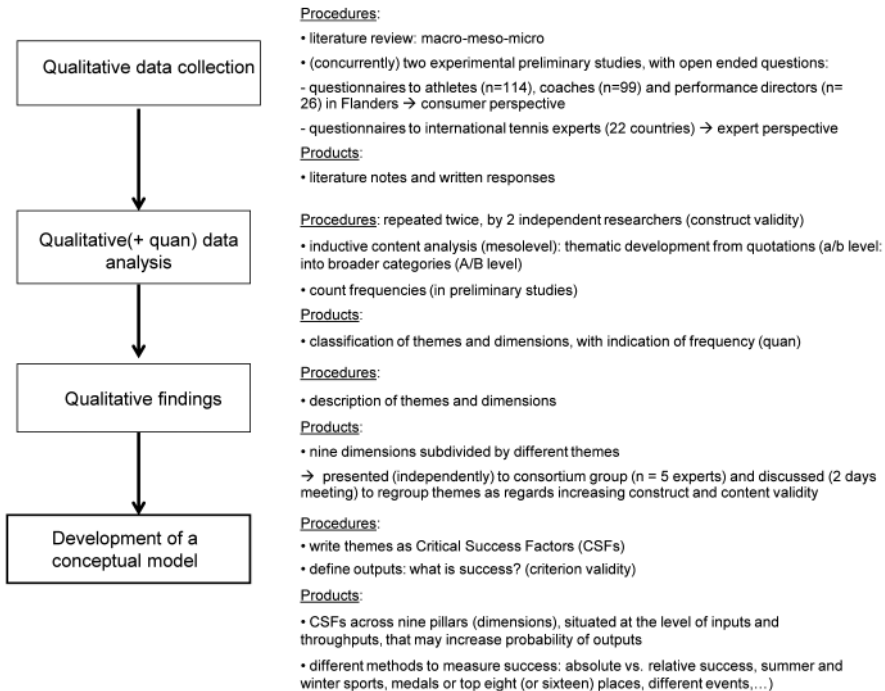 Procedures:
• literature review: macro-meso-micro
Qualitative data collection
• (concurrently) two experimental preliminary studies, with open ended questions:
- questionnaires to athletes (n=114), coaches (n=99) and performance directors (n=
26) in Flanders → consumer perspective
- questionnaires to international tennis experts (22 countries) → expert perspective
Products:
• literature notes and written responses
Qualitative(+ quan) data
analysis
Procedures: repeated twice, by 2 independent researchers (construct validity)
• inductive content analysis (mesolevel): thematic development from quotations (a/b level:
into broader categories (A/B level)
• count frequencies (in preliminary studies)
Products:
• classification of themes and dimensions, with indication of frequency (quan)
Qualitative findings
Procedures:
• description of themes and dimensions
Products:
• nine dimensions subdivided by different themes
→ presented (independently) to consortium group (n = 5 experts) and discussed (2 days
meeting) to regroup themes as regards increasing construct and content validity
Development of a
conceptual model
Procedures:
• write themes as Critical Success Factors (CSFs)
• define outputs: what is success? (criterion validity)
Products:
• CSFs across nine pillars (dimensions), situated at the level of inputs and
throughputs, that may increase probability of outputs
• different methods to measure success: absolute vs. relative success, summer and
winter sports, medals or top eight (or sixteen) places, different events,…)